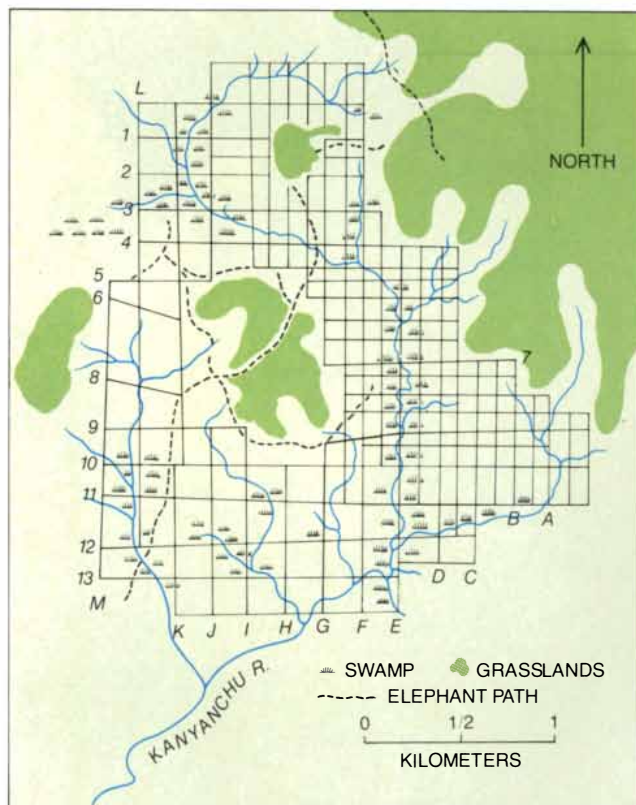 L
1
NORTH
2
3
4
5
6
7
8
9
10
11
B A
12
D C
13
M
K J I H G F E
SWAMP GRASSLANDS
ELEPHANT PATH
KANYANCHU R.
0 1/2 1
KILOMETERS